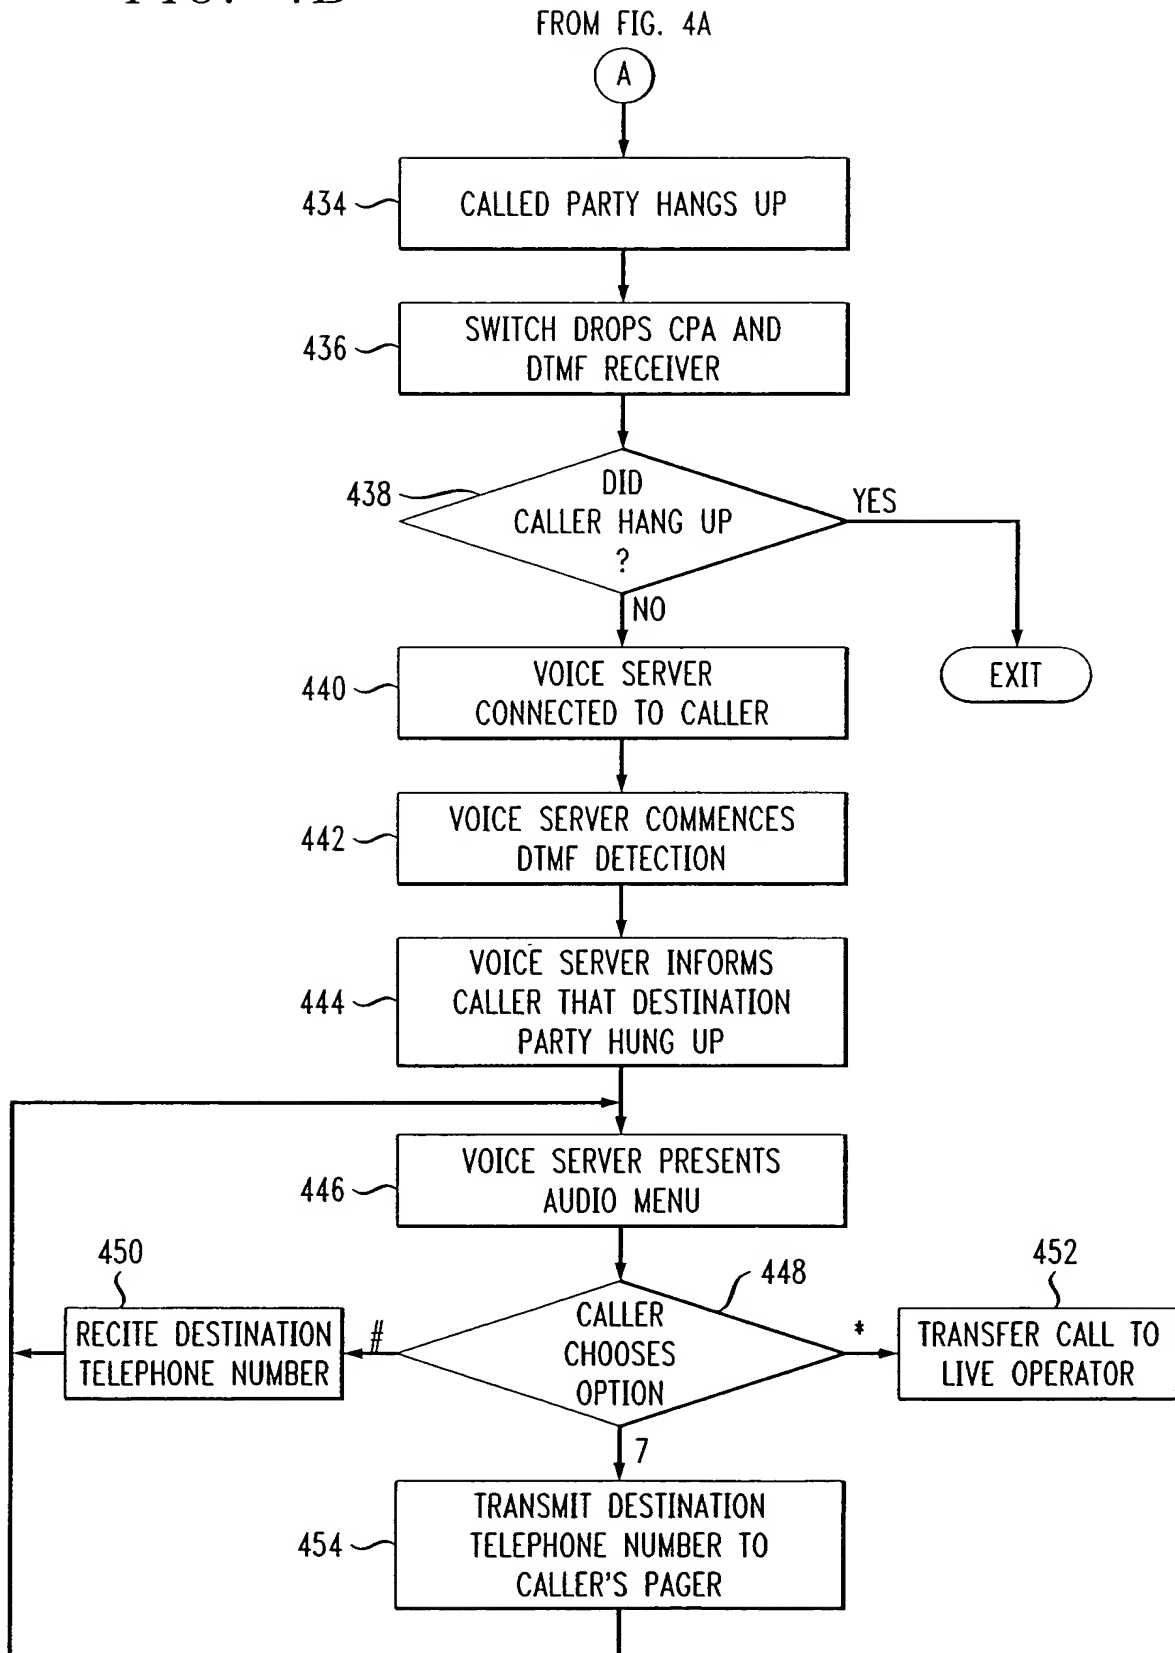 FIG. 4B
FROM FIG. 4A
A
434
CALLED PARTY HANGS UP
436
SWITCH DROPS CPA AND
DTMF RECEIVER
438
DID
CALLER HANG UP
?
YES
NO
EXIT
440
VOICE SERVER
CONNECTED TO CALLER
442
VOICE SERVER COMMENCES
DTMF DETECTION
444
VOICE SERVER INFORMS
CALLER THAT DESTINATION
PARTY HUNG UP
446
VOICE SERVER PRESENTS
AUDIO MENU
450
RECITE DESTINATION
TELEPHONE NUMBER
#
448
CALLER
CHOOSES
OPTION
*
452
TRANSFER CALL TO
LIVE OPERATOR
7
454
TRANSMIT DESTINATION
TELEPHONE NUMBER TO
CALLER'S PAGER